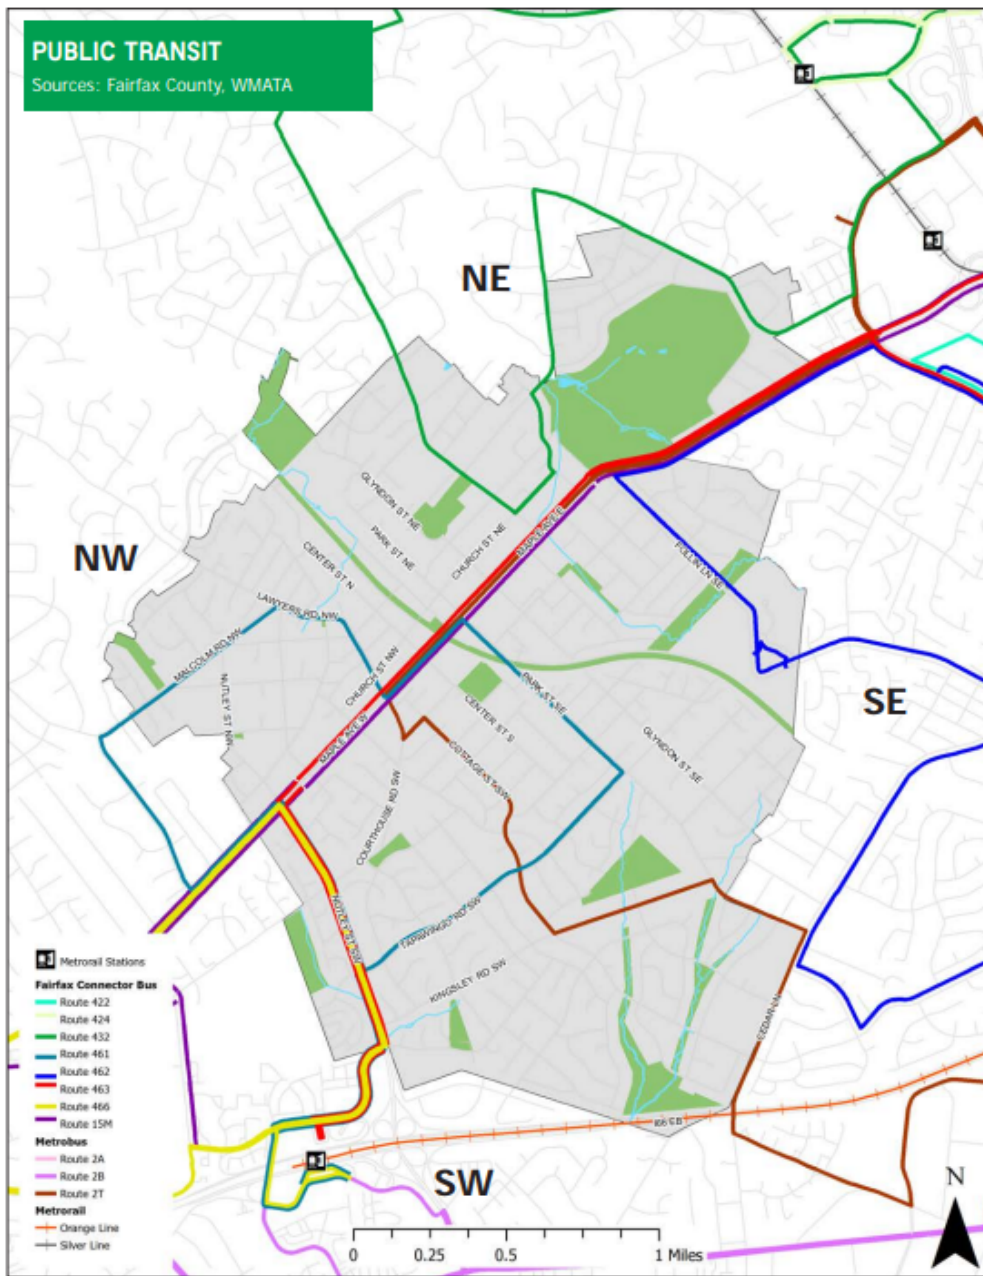 PUBLIC TRANSIT
Sources: Fairfax County, WMATA
NE
NW
SE
SW
GLYNDON ST NE
PARK ST NE
CHURCH ST NE
MAPLE AVE E
CENTER ST N
PULLIN LN SE
LAWYERS RD NW
MALCOLM RD NW
NUTLEY ST NW
CHURCH ST NW
MAPLE AVE W
PARK ST SE
CENTER ST S
GLYNDON ST SE
COTTAGE ST SW
COURTHOUSE RD SW
NUTLEY ST SW
TAPAWINGO RD SW
KINGSLEY RD SW
CEDAR LN
I66 EB
Metrorail Stations
Fairfax Connector Bus
Route 422
Route 424
Route 432
Route 461
Route 462
Route 463
Route 466
Route 15M
Metrobus
Route 2A
Route 2B
Route 2T
Metrorail
Orange Line
Silver Line
0 0.25 0.5 1 Miles
N